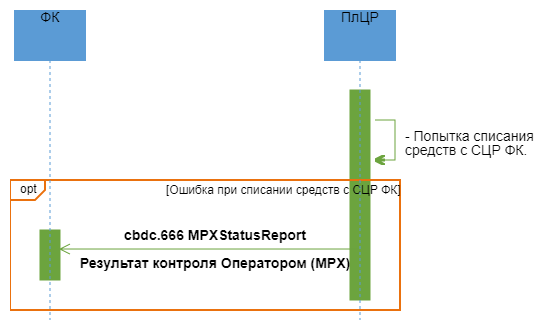 ФК
ПлЦР
- Попытка списания
средств с СЦР ФК.
opt
[Ошибка при списании средств с СЦР ФК]
cbdc.666 MPXStatusReport
Результат контроля Оператором (MPX)